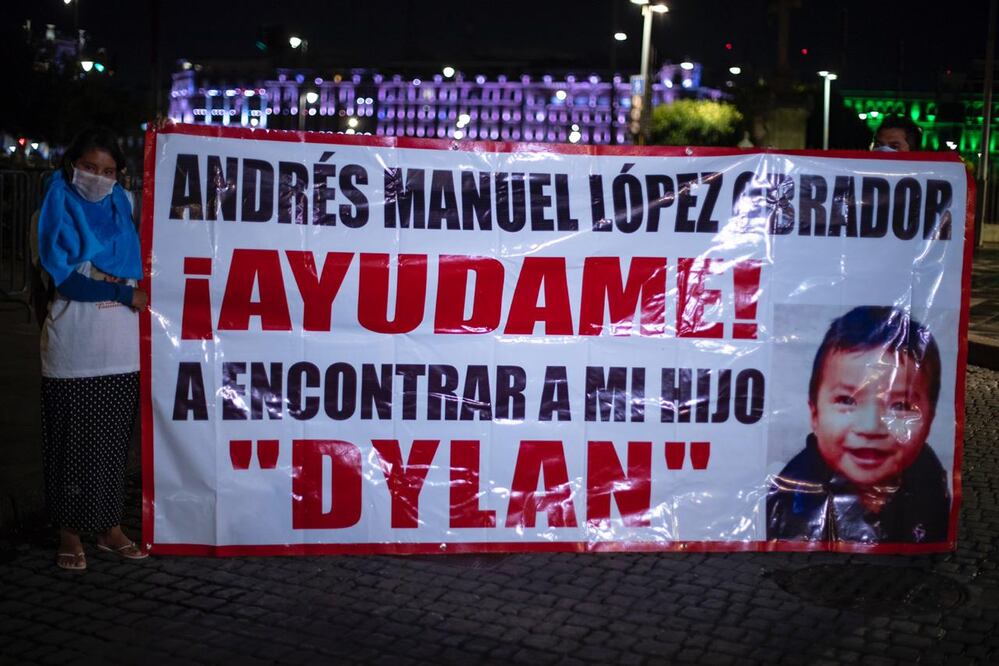 ANDRÉS MANUEL LÓPEZ OBRADOR
¡AYUDAME!
A ENCONTRAR A MI HIJO
"DYLAN"